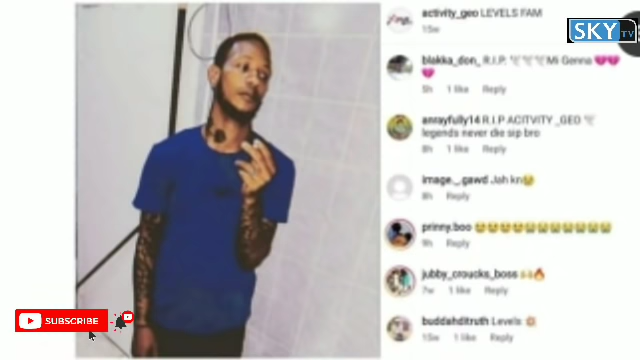 activity_geo LEVELS FAM
15w
SKY TV
blakka_don_ R.I.P. 🕊️🕊️🕊️Mi Genna 💔💔
💔
5h 1 like Reply
anrayfully14 R.I.P ACITVITY _GEO 🕊️
legends never die sip bro
8h 1 like Reply
image._.gawd Jah kn😢
8h Reply
prinny.boo 😢😢😢😢😭😭😭😭😭😭😭
9h Reply
jubby_croucks_boss 🙌🔥
7w 1 like Reply
buddahditruth Levels 💥
15w 1 like Reply
SUBSCRIBE